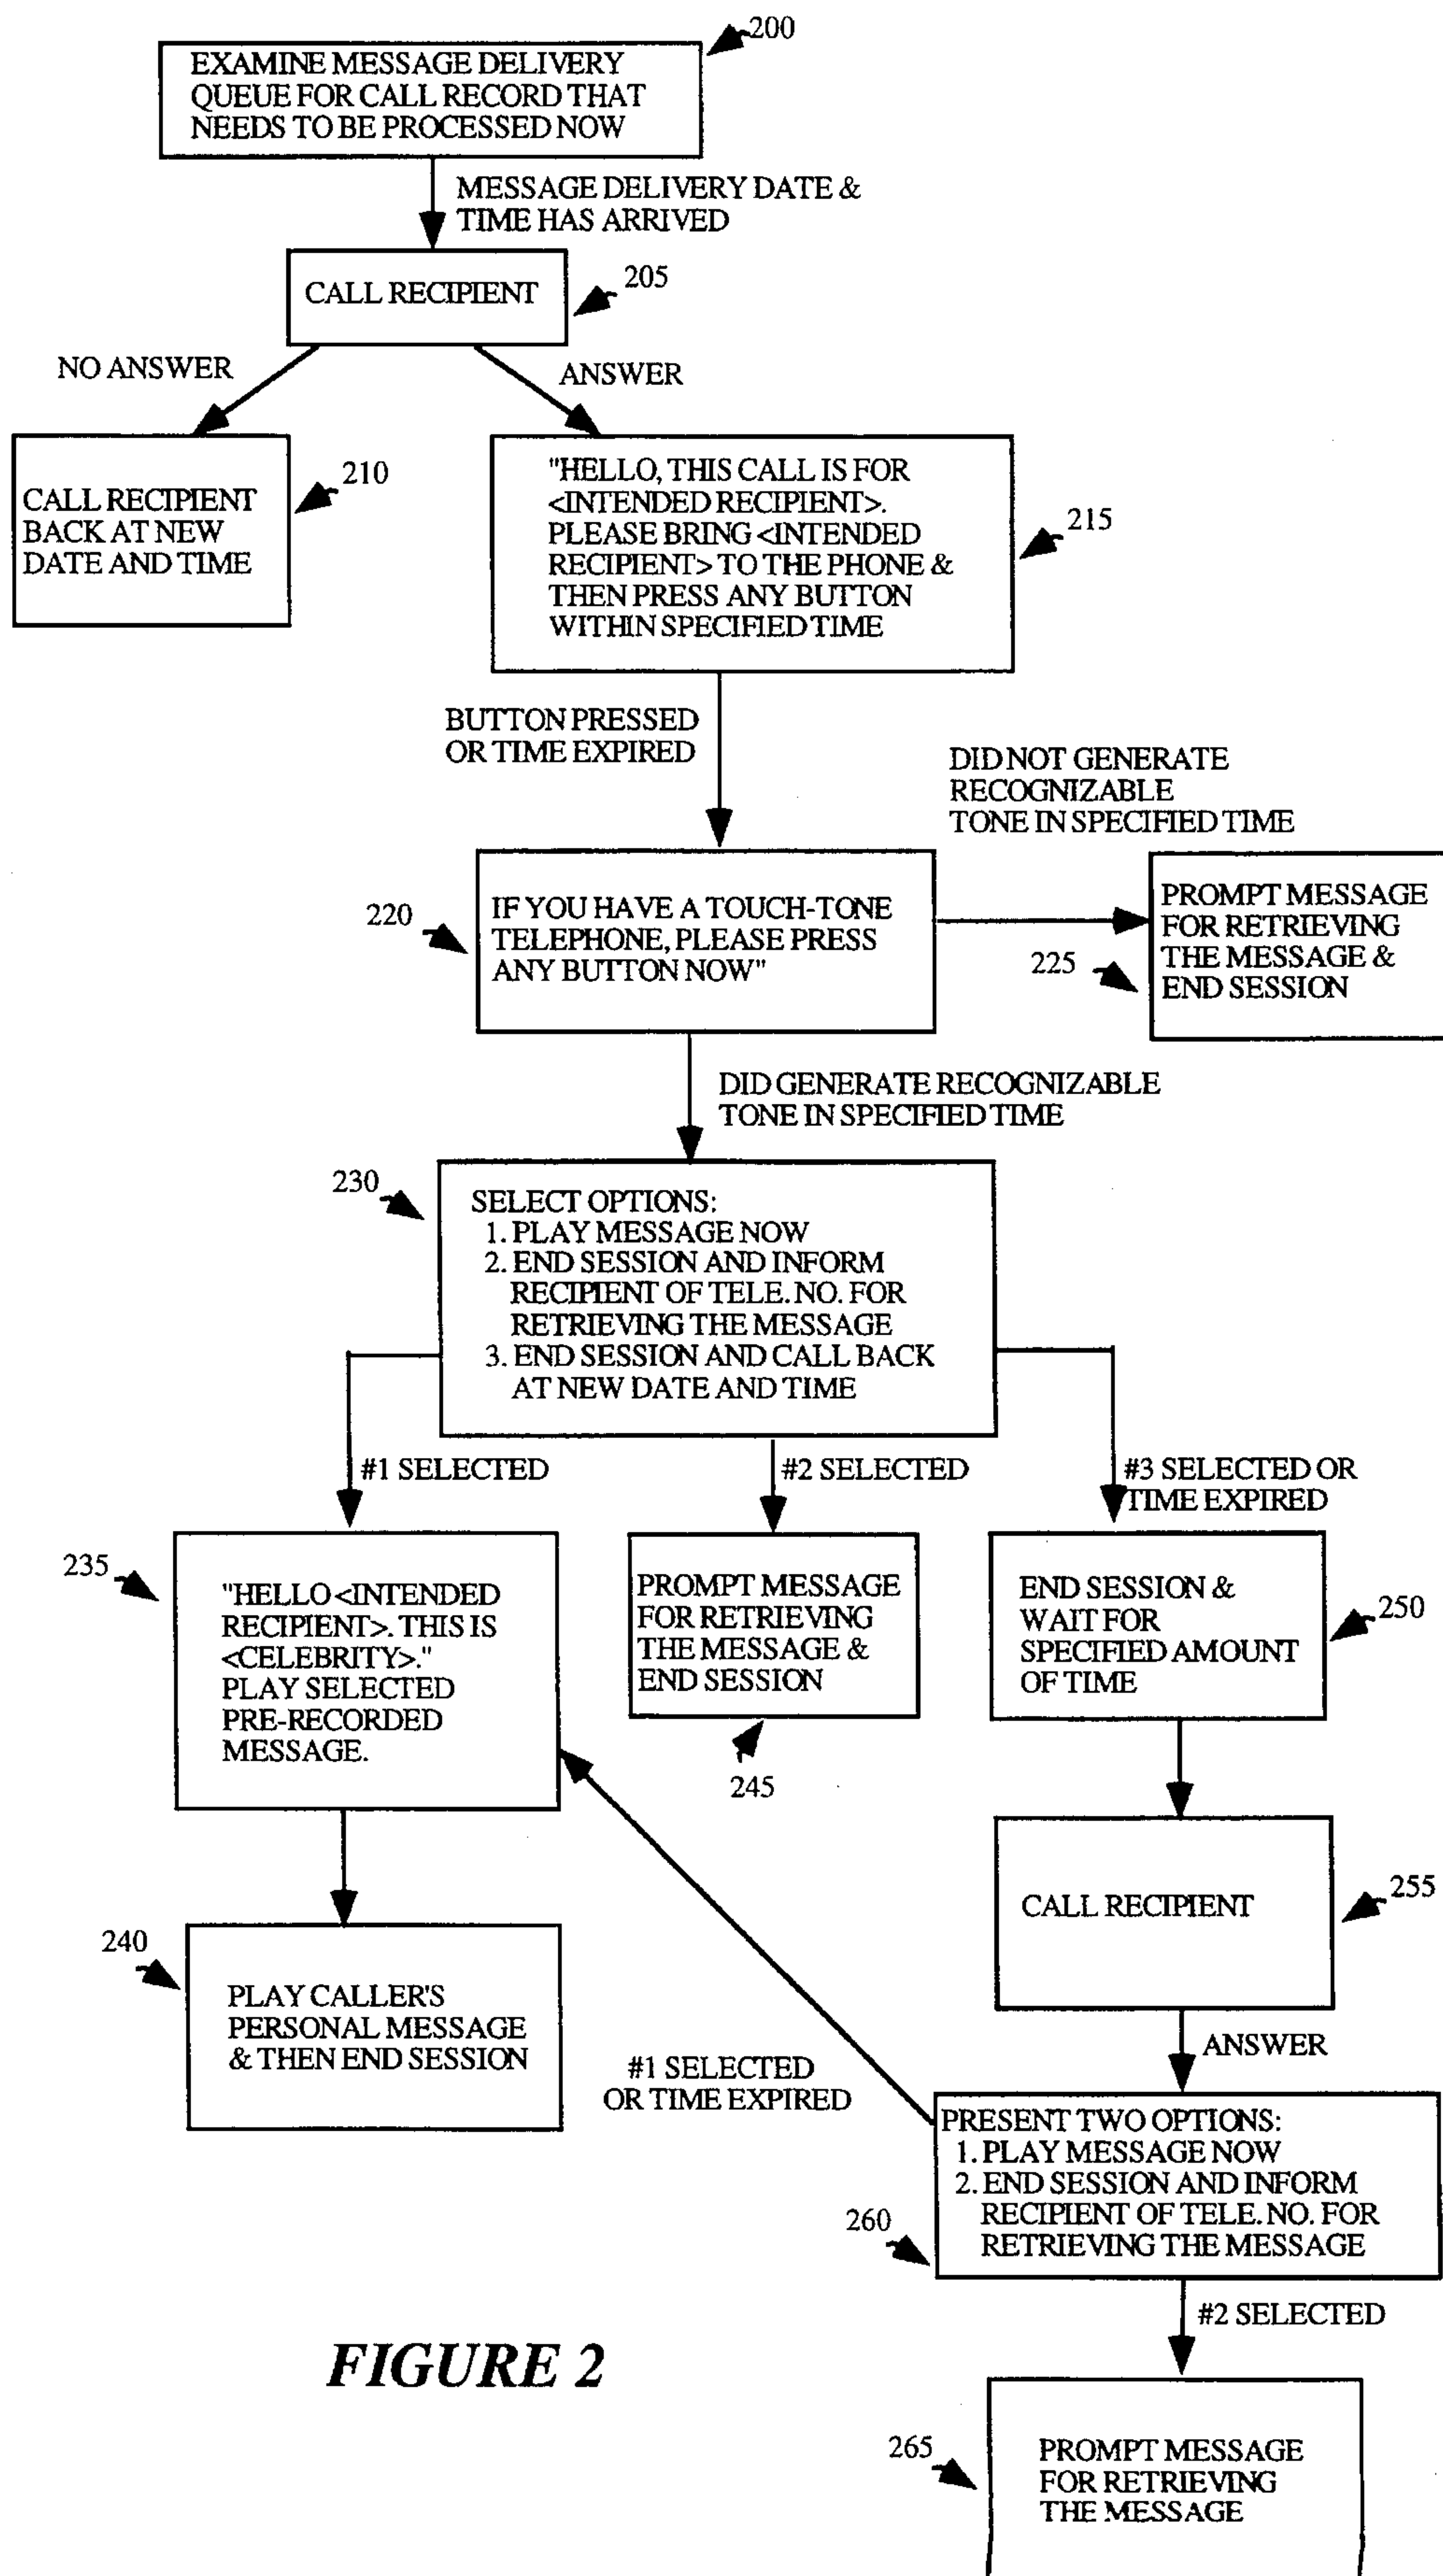 200
EXAMINE MESSAGE DELIVERY
QUEUE FOR CALL RECORD THAT
NEEDS TO BE PROCESSED NOW
MESSAGE DELIVERY DATE &
TIME HAS ARRIVED
CALL RECIPIENT
205
NO ANSWER
ANSWER
CALL RECIPIENT
BACK AT NEW
DATE AND TIME
210
"HELLO, THIS CALL IS FOR
<INTENDED RECIPIENT>.
PLEASE BRING <INTENDED
RECIPIENT> TO THE PHONE &
THEN PRESS ANY BUTTON
WITHIN SPECIFIED TIME
215
BUTTON PRESSED
OR TIME EXPIRED
DID NOT GENERATE
RECOGNIZABLE
TONE IN SPECIFIED TIME
220
IF YOU HAVE A TOUCH-TONE
TELEPHONE, PLEASE PRESS
ANY BUTTON NOW"
PROMPT MESSAGE
FOR RETRIEVING
THE MESSAGE &
END SESSION
225
DID GENERATE RECOGNIZABLE
TONE IN SPECIFIED TIME
230
SELECT OPTIONS:
1. PLAY MESSAGE NOW
2. END SESSION AND INFORM
RECIPIENT OF TELE. NO. FOR
RETRIEVING THE MESSAGE
3. END SESSION AND CALL BACK
AT NEW DATE AND TIME
#1 SELECTED
#2 SELECTED
#3 SELECTED OR
TIME EXPIRED
235
"HELLO <INTENDED
RECIPIENT>. THIS IS
<CELEBRITY>."
PLAY SELECTED
PRE-RECORDED
MESSAGE.
PROMPT MESSAGE
FOR RETRIEVING
THE MESSAGE &
END SESSION
245
END SESSION &
WAIT FOR
SPECIFIED AMOUNT
OF TIME
250
CALL RECIPIENT
255
240
PLAY CALLER'S
PERSONAL MESSAGE
& THEN END SESSION
ANSWER
#1 SELECTED
OR TIME EXPIRED
PRESENT TWO OPTIONS:
1. PLAY MESSAGE NOW
2. END SESSION AND INFORM
RECIPIENT OF TELE. NO. FOR
RETRIEVING THE MESSAGE
260
#2 SELECTED
FIGURE 2
265
PROMPT MESSAGE
FOR RETRIEVING
THE MESSAGE